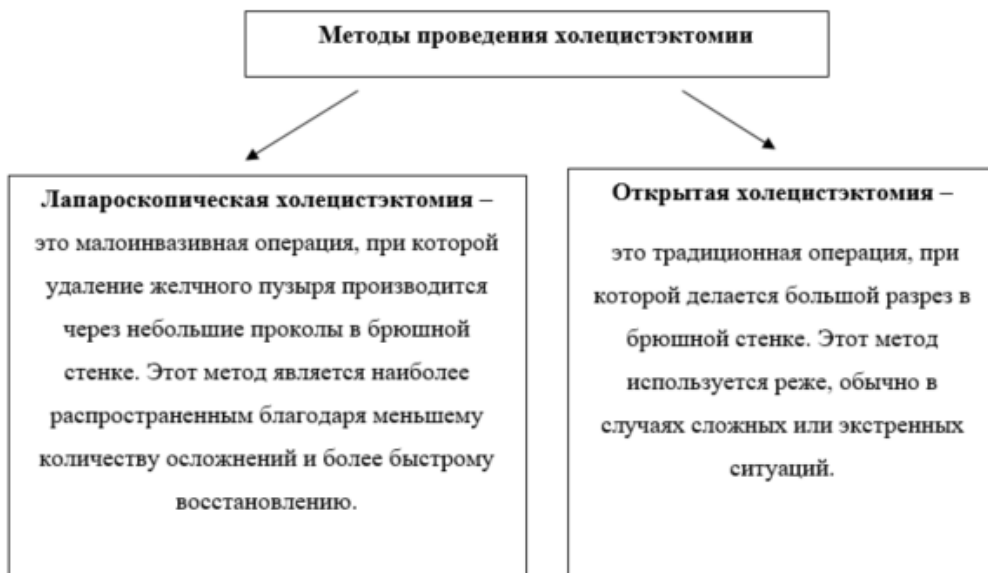 Методы проведения холецистэктомии
Лапароскопическая холецистэктомия –
это малоинвазивная операция, при которой
удаление желчного пузыря производится
через небольшие проколы в брюшной
стенке. Этот метод является наиболее
распространенным благодаря меньшему
количеству осложнений и более быстрому
восстановлению.
Открытая холецистэктомия –
это традиционная операция, при
которой делается большой разрез в
брюшной стенке. Этот метод
используется реже, обычно в
случаях сложных или экстренных
ситуаций.